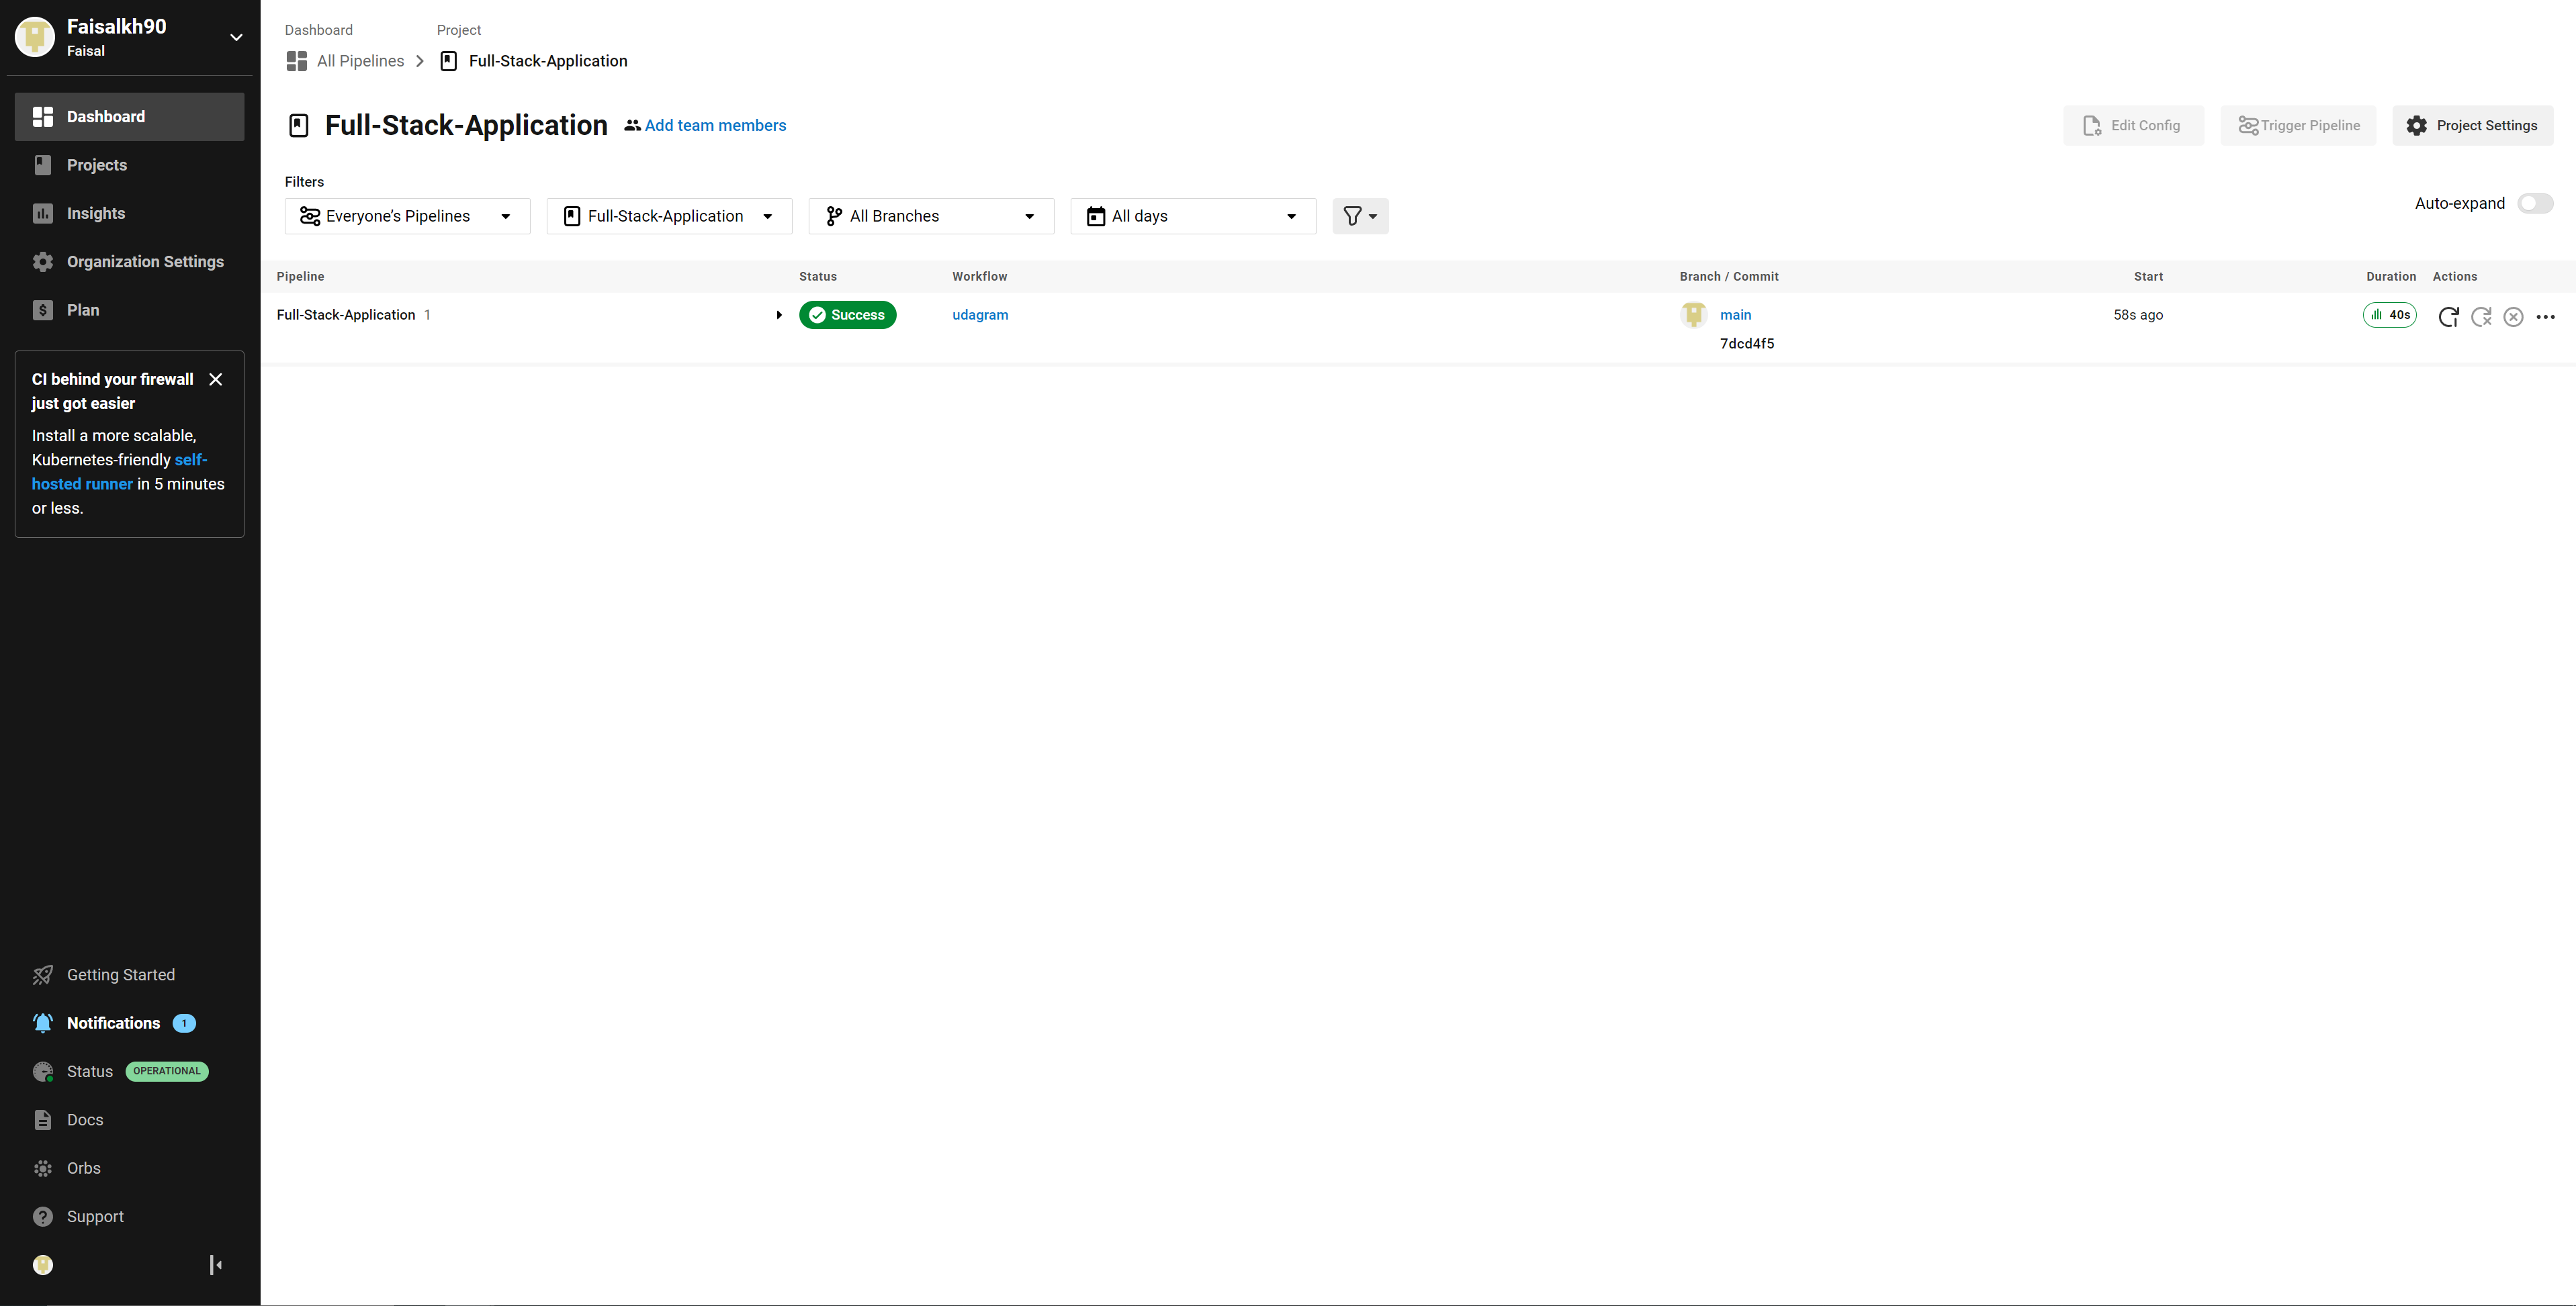 Faisalkh90
Faisal
Dashboard
Projects
Insights
Organization Settings
Plan
CI behind your firewall
just got easier
Install a more scalable,
Kubernetes-friendly self-
hosted runner in 5 minutes
or less.
Getting Started
Notifications 1
Status OPERATIONAL
Docs
Orbs
Support
Dashboard Project
All Pipelines Full-Stack-Application
Full-Stack-Application Add team members
Edit Config Trigger Pipeline Project Settings
Filters
Everyone’s Pipelines Full-Stack-Application All Branches All days
Auto-expand
Pipeline Status Workflow Branch / Commit Start Duration Actions
Full-Stack-Application 1 Success udagram main 58s ago 40s
7dcd4f5